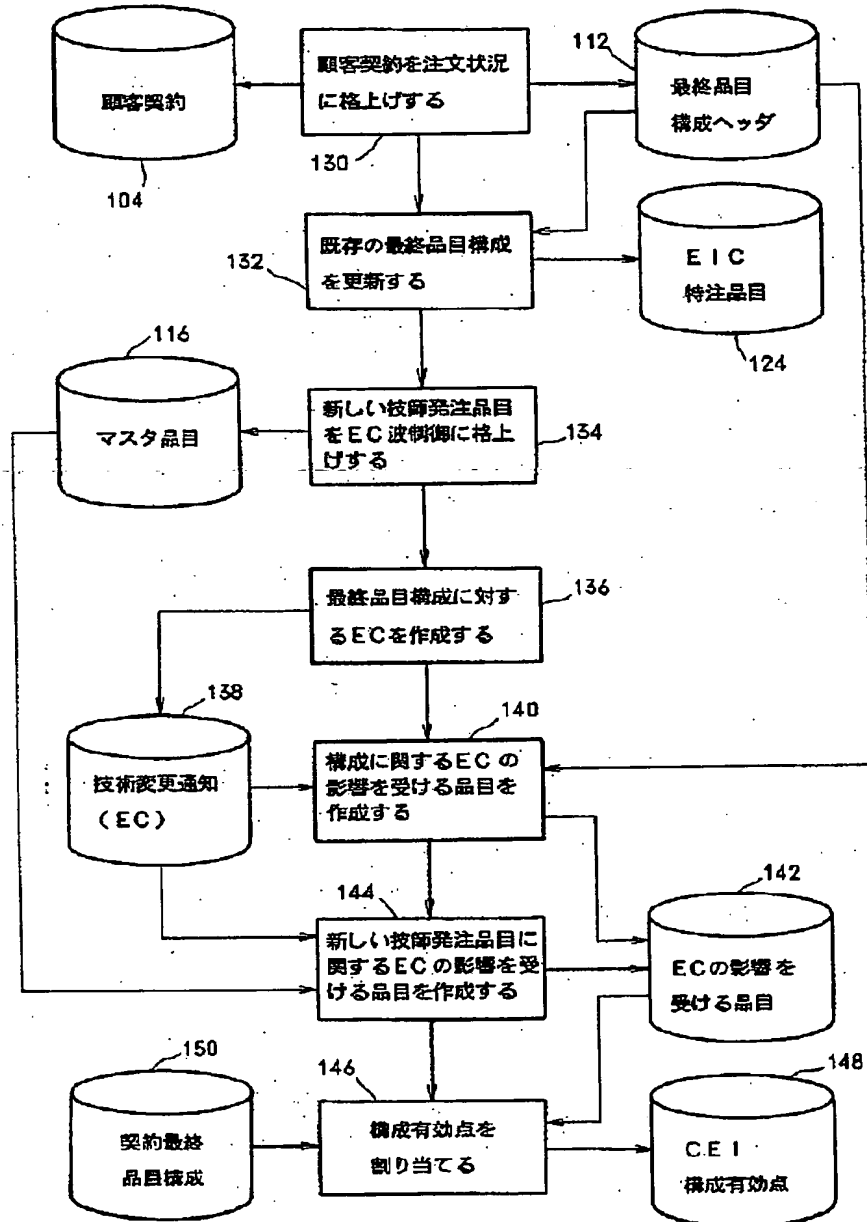 顧客契約
104
顧客契約を注文状況
に格上げする
130
112
最終品目
構成ヘッダ
132
既存の最終品目構成
を更新する
EIC
特注品目
124
116
マスタ品目
新しい技師発注品目
をEC波制御に格上
げする
134
最終品目構成に対す
るECを作成する
136
138
技術変更通知
(EC)
140
構成に関するECの
影響を受ける品目を
作成する
142
ECの影響を
受ける品目
144
新しい技師発注品目に
関するECの影響を受
ける品目を作成する
150
契約最終
品目構成
146
構成有効点を
割り当てる
148
CEI
構成有効点